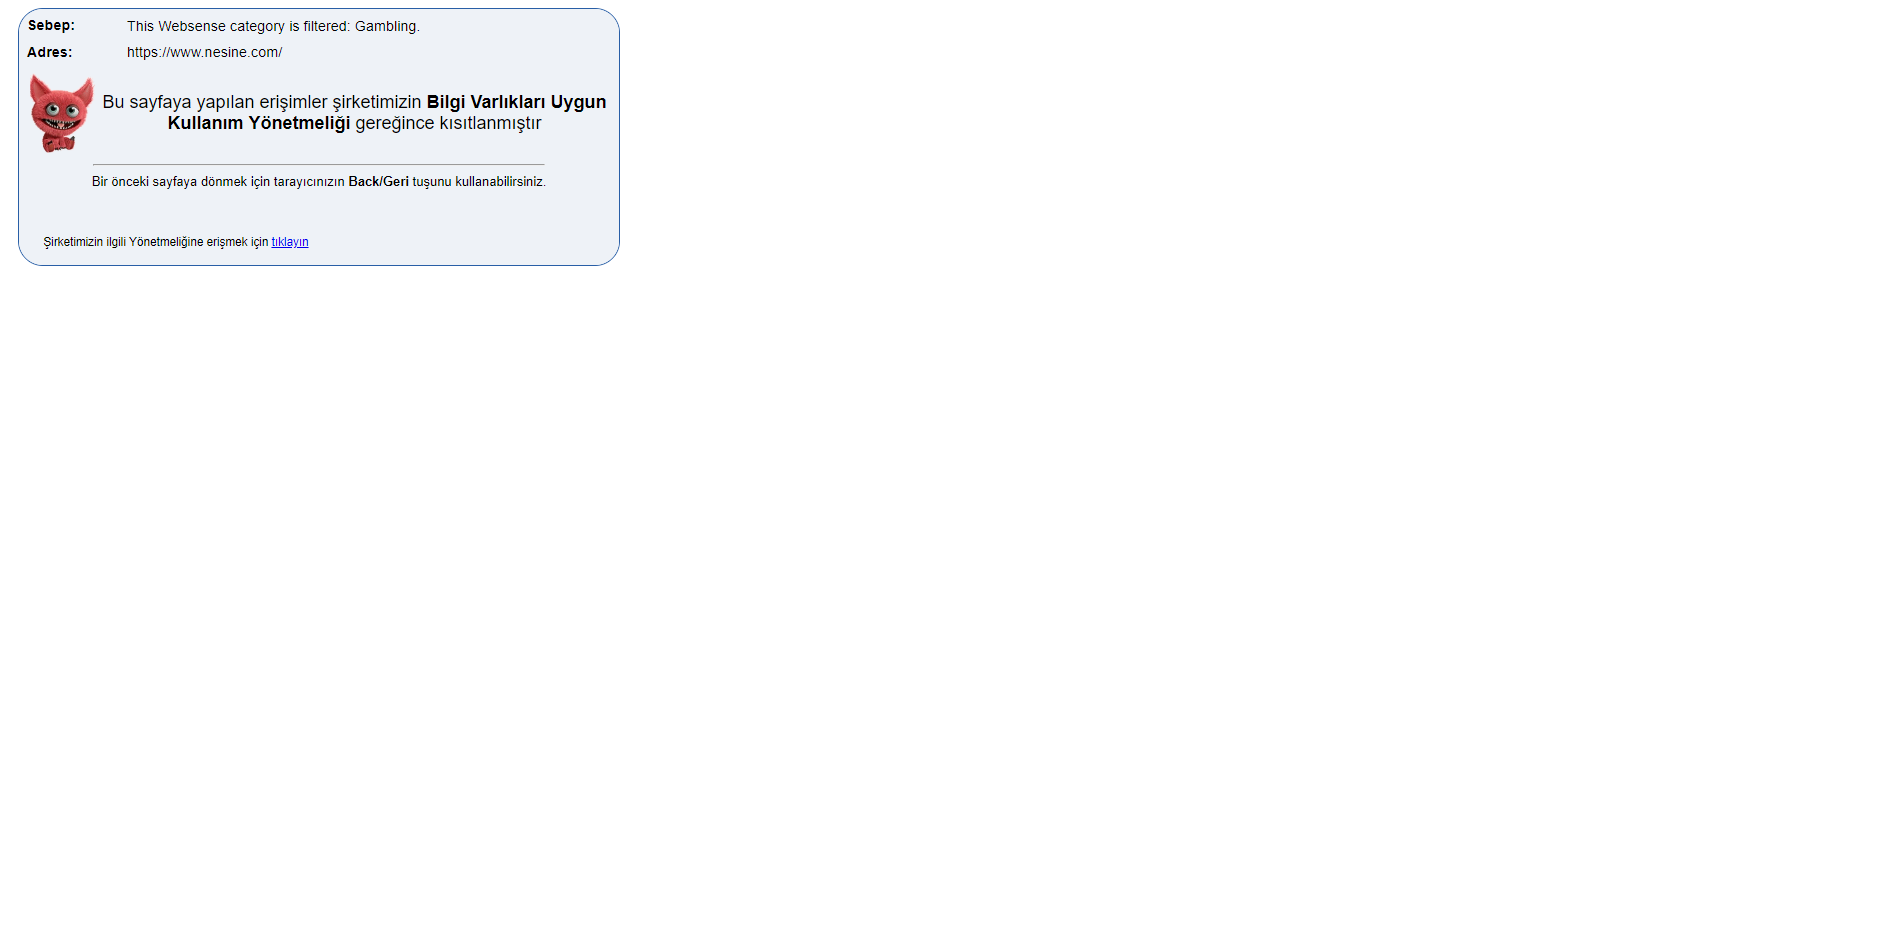 Sebep: This Websense category is filtered: Gambling.
Adres: https://www.nesine.com/
Bu sayfaya yapılan erişimler şirketimizin Bilgi Varlıkları Uygun
Kullanım Yönetmeliği gereğince kısıtlanmıştır
Bir önceki sayfaya dönmek için tarayıcınızın Back/Geri tuşunu kullanabilirsiniz.
Şirketimizin ilgili Yönetmeliğine erişmek için tıklayın